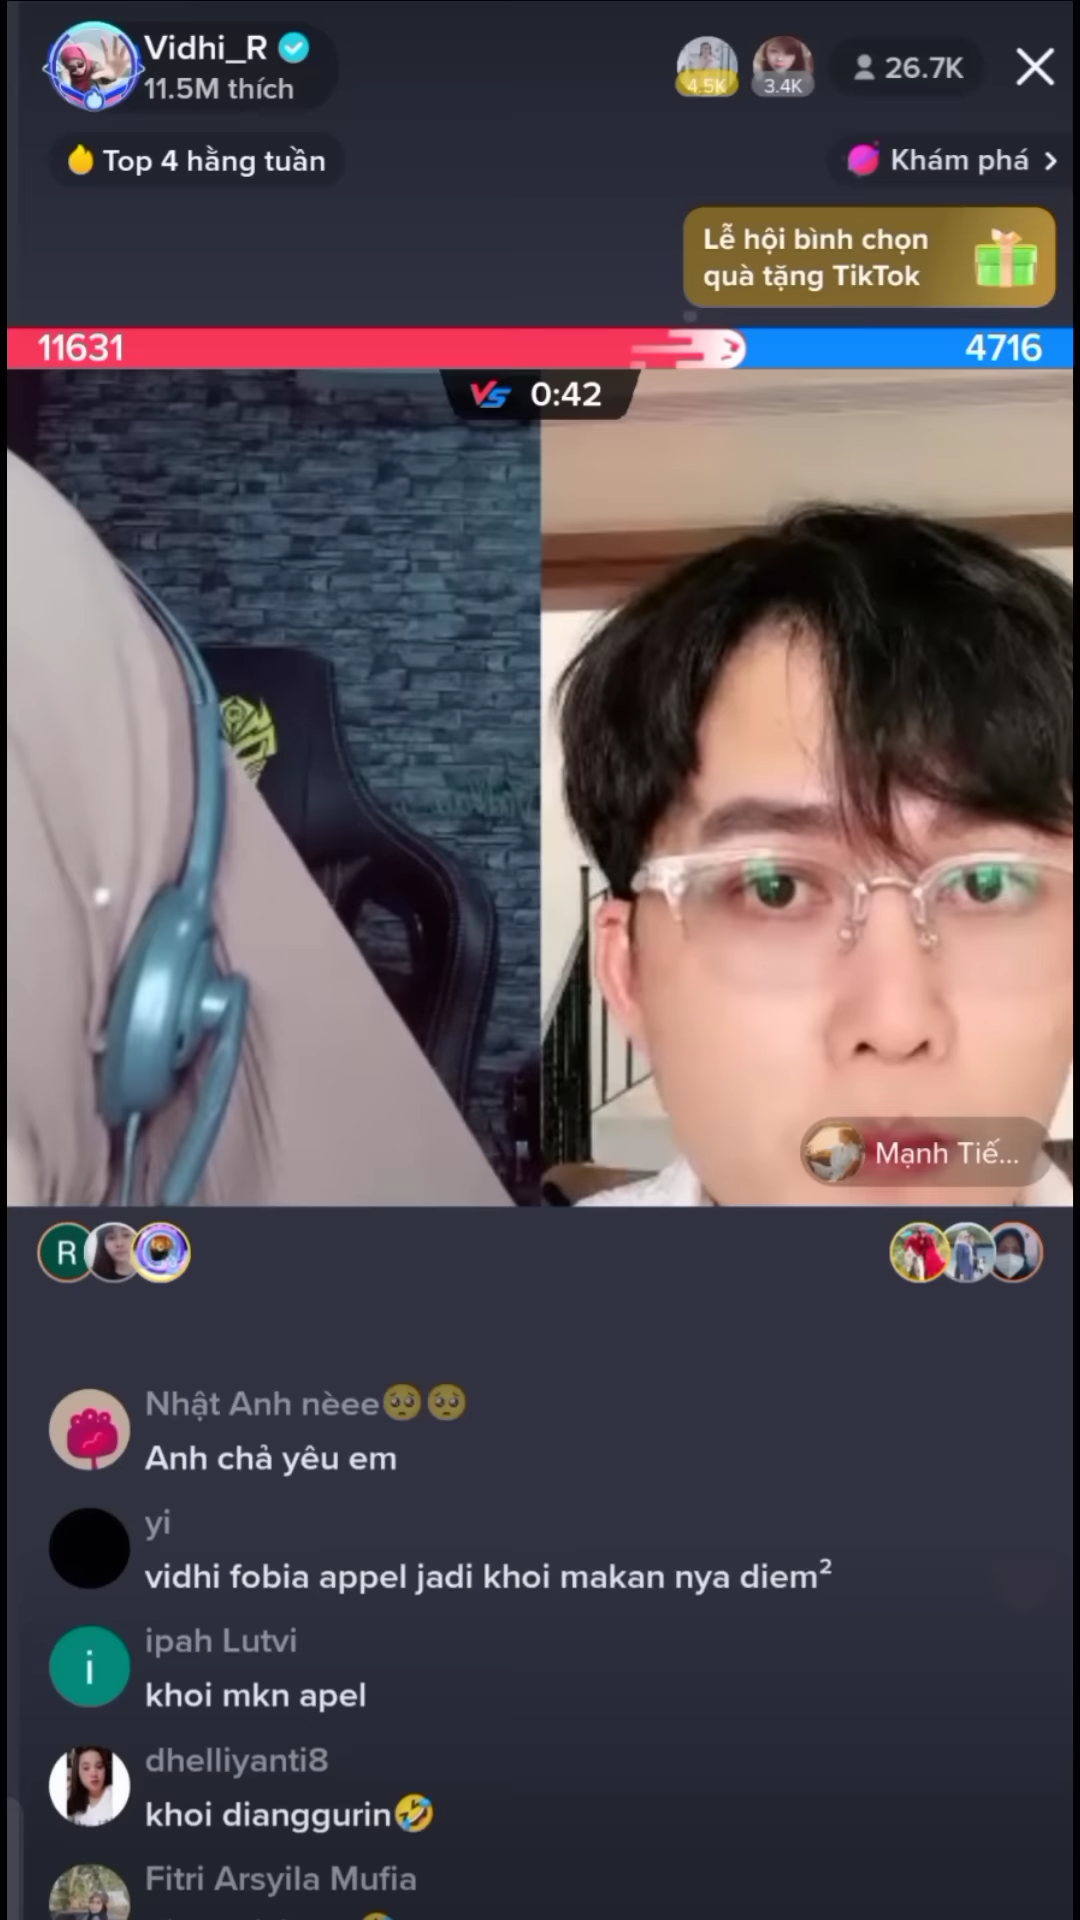 Vidhi_R
11.5M thích
4.5K
3.4K
26.7K
Top 4 hằng tuần
Khám phá
Lễ hội bình chọn
quà tặng TikTok
11631
4716
VS 0:42
Mạnh Tiế...
R
Nhật Anh nèee🥺🥺
Anh chả yêu em
yi
vidhi fobia appel jadi khoi makan nya diem²
i
ipah Lutvi
khoi mkn apel
dhelliyanti8
khoi dianggurin🤣
Fitri Arsyila Mufia